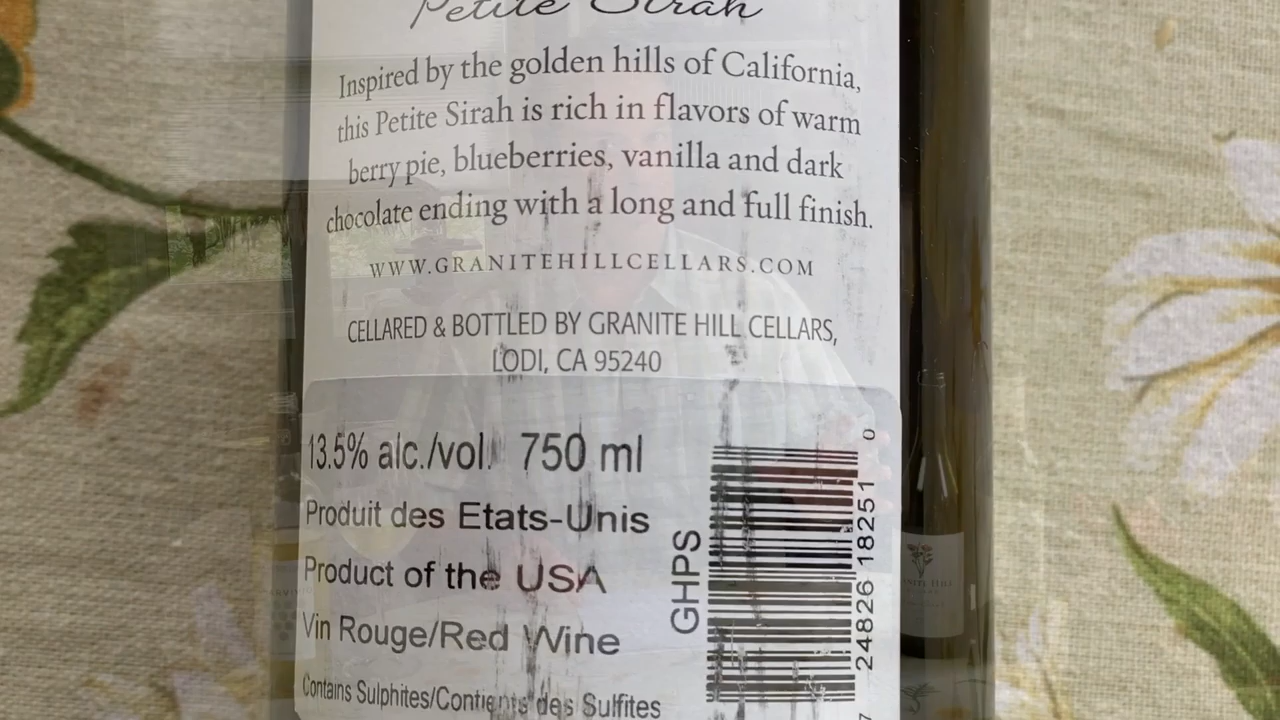 Petite Sirah
Inspired by the golden hills of California,
this Petite Sirah is rich in flavors of warm
berry pie, blueberries, vanilla and dark
chocolate ending with a long and full finish.
WWW.GRANITEHILLCELLARS.COM
CELLARED & BOTTLED BY GRANITE HILL CELLARS,
LODI, CA 95240
13.5% alc./vol. 750 ml
Produit des Etats-Unis
Product of the USA
Vin Rouge/Red Wine
Contains Sulphites/Contients des Sulfites
GHPS
7 24826 18251 0